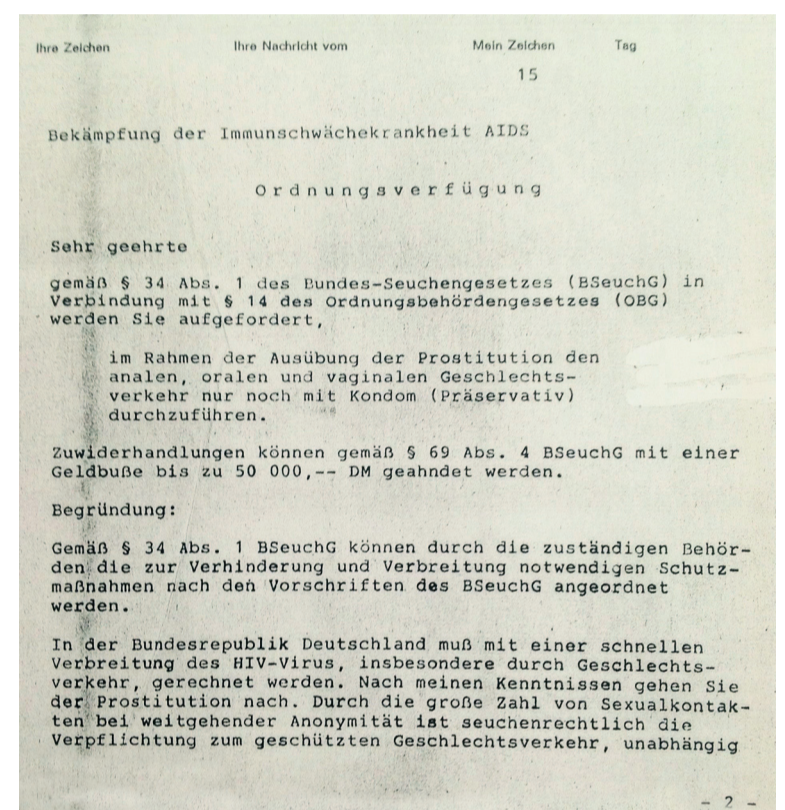 Ihre Zeichen Ihre Nachricht vom Mein Zeichen Tag
15
Bekämpfung der Immunschwächekrankheit AIDS
Ordnungsverfügung
Sehr geehrte
gemäß § 34 Abs. 1 des Bundes-Seuchengesetzes (BSeuchG) in
Verbindung mit § 14 des Ordnungsbehördengesetzes (OBG)
werden Sie aufgefordert,
im Rahmen der Ausübung der Prostitution den
analen, oralen und vaginalen Geschlechts-
verkehr nur noch mit Kondom (Präservativ)
durchzuführen.
Zuwiderhandlungen können gemäß § 69 Abs. 4 BSeuchG mit einer
Geldbuße bis zu 50 000,-- DM geahndet werden.
Begründung:
Gemäß § 34 Abs. 1 BSeuchG können durch die zuständigen Behör-
den die zur Verhinderung und Verbreitung notwendigen Schutz-
maßnahmen nach den Vorschriften des BSeuchG angeordnet
werden.
In der Bundesrepublik Deutschland muß mit einer schnellen
Verbreitung des HIV-Virus, insbesondere durch Geschlechts-
verkehr, gerechnet werden. Nach meinen Kenntnissen gehen Sie
der Prostitution nach. Durch die große Zahl von Sexualkontak-
ten bei weitgehender Anonymität ist seuchenrechtlich die
Verpflichtung zum geschützten Geschlechtsverkehr, unabhängig
- 2 -